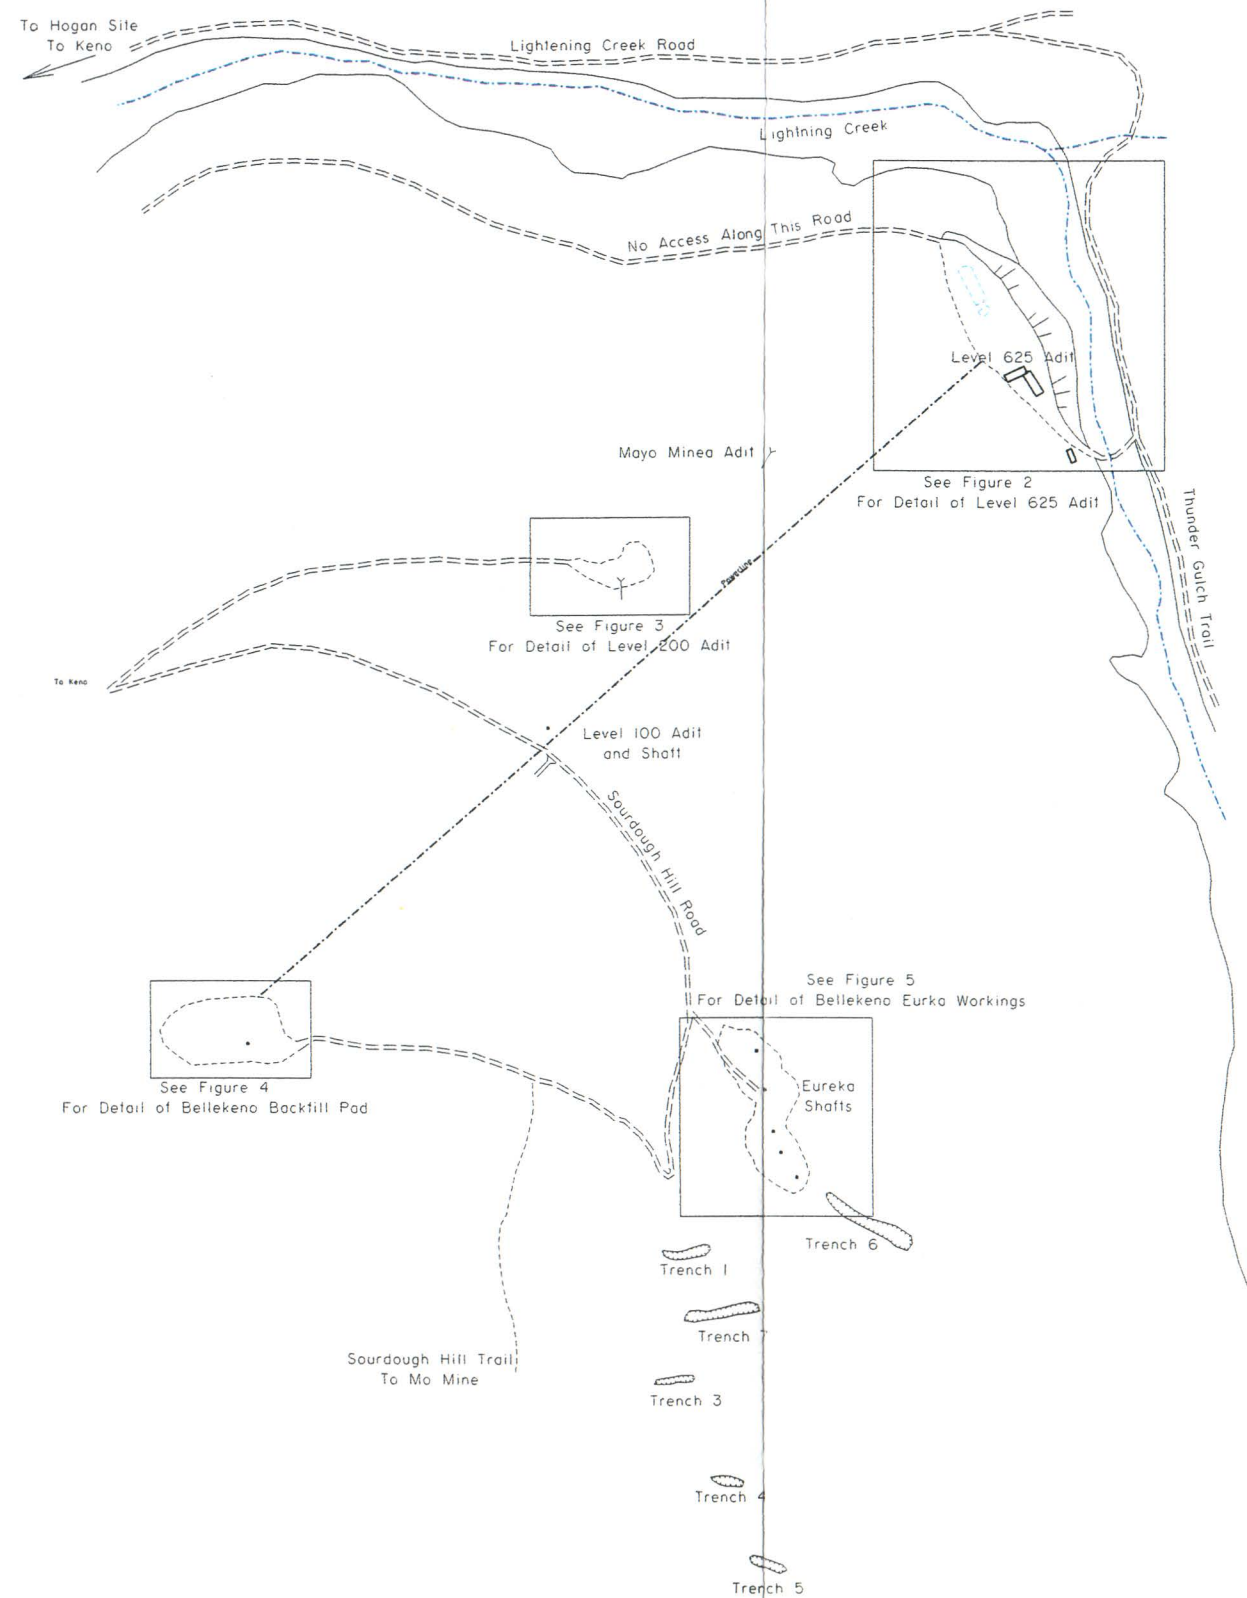 To Hogan Site
To Keno
Lightening Creek Road
Lightning Creek
No Access Along This Road
Level 625 Adit
Mayo Minea Adit
See Figure 2
For Detail of Level 625 Adit
Thunder Gulch Trail
Powerline
See Figure 3
For Detail of Level 200 Adit
To Keno
Level 100 Adit
and Shaft
Sourdough Hill Road
See Figure 5
For Detail of Bellekeno Eurka Workings
See Figure 4
For Detail of Bellekeno Backfill Pad
Eureka
Shafts
Trench 6
Trench 1
Trench
Sourdough Hill Trail
To Mo Mine
Trench 3
Trench 4
Trench 5